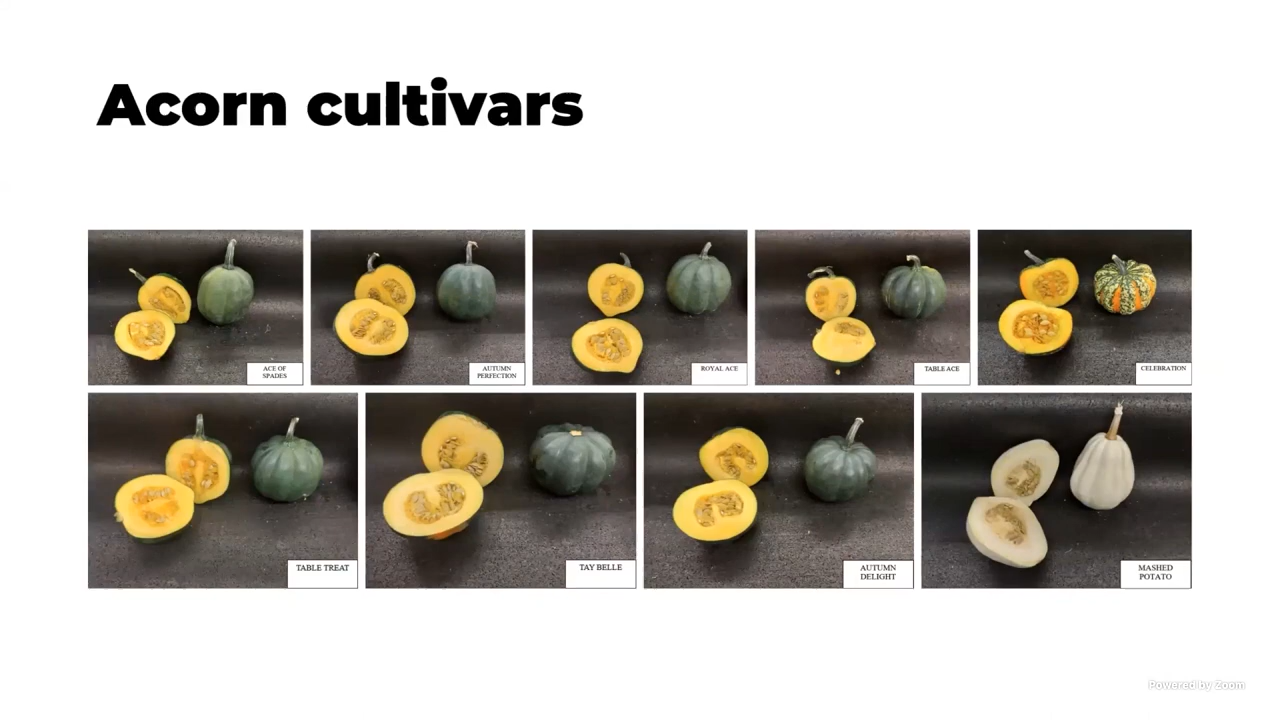 Acorn cultivars
ACE OF
SPADES
AUTUMN
PERFECTION
ROYAL ACE
TABLE ACE
CELEBRATION
TABLE TREAT
TAY BELLE
AUTUMN
DELIGHT
MASHED
POTATO
Powered by Zoom